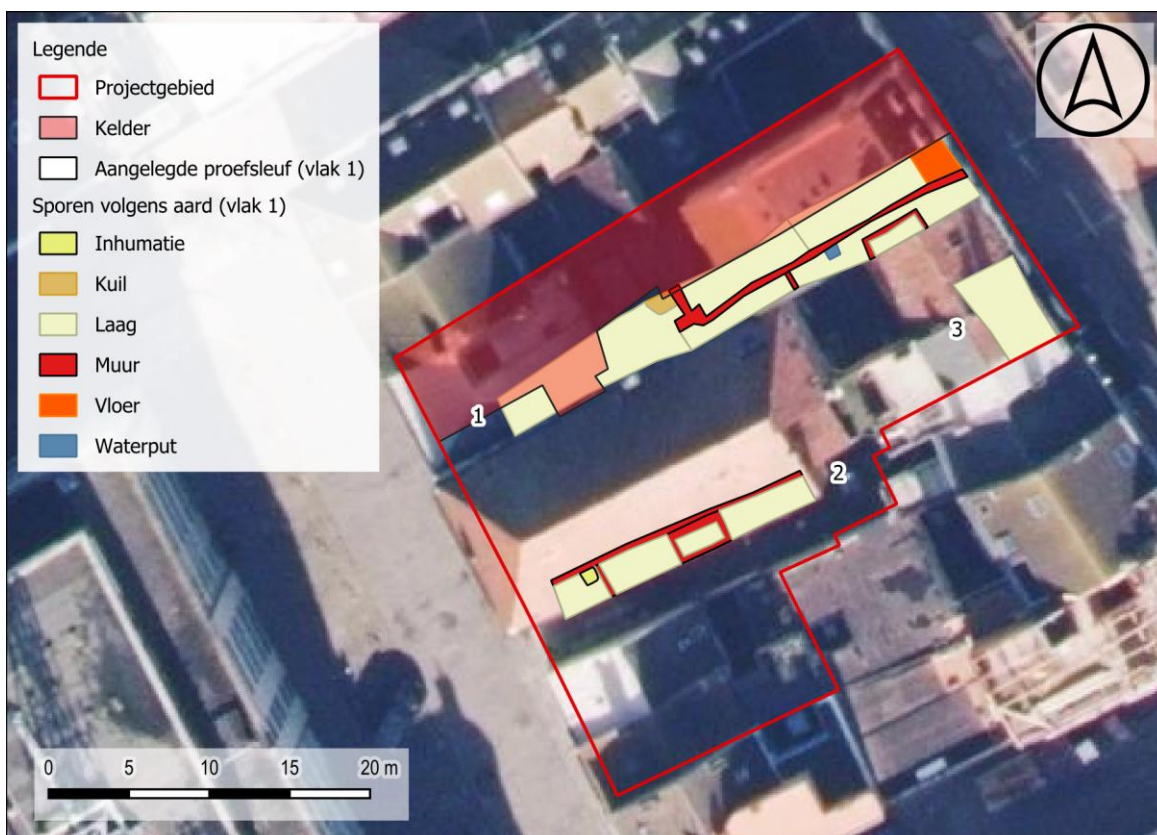 Legende
Projectgebied
Kelder
Aangelegde proefsleuf (vlak 1)
Sporen volgens aard (vlak 1)
Inhumatie
Kuil
Laag
Muur
Vloer
Waterput
1
3
2
0 5 10 15 20 m